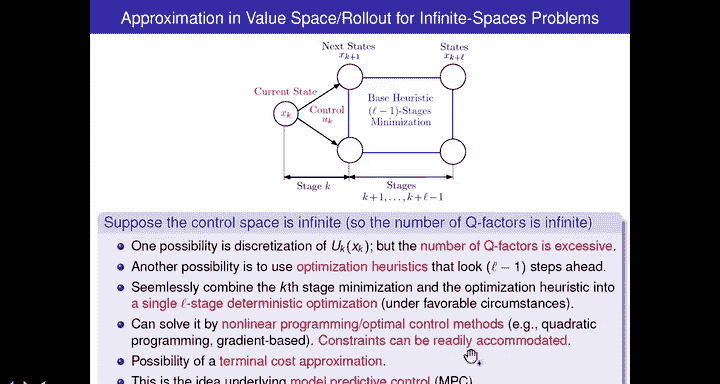 Approximation in Value Space/Rollout for Infinite-Spaces Problems
Next States
x_{k+1}
States
x_{k+ℓ}
Current State
x_k
Control
u_k
Base Heuristic
(ℓ − 1)-Stages
Minimization
Stage k
Stages
k + 1, . . . , k + ℓ − 1
Suppose the control space is infinite (so the number of Q-factors is infinite)
One possibility is discretization of U_k(x_k); but the number of Q-factors is excessive.
Another possibility is to use optimization heuristics that look (ℓ − 1) steps ahead.
Seemlessly combine the kth stage minimization and the optimization heuristic into
a single ℓ-stage deterministic optimization (under favorable circumstances).
Can solve it by nonlinear programming/optimal control methods (e.g., quadratic
programming, gradient-based). Constraints can be readily accommodated.
Possibility of a terminal cost approximation.
This is the idea underlying model predictive control (MPC)